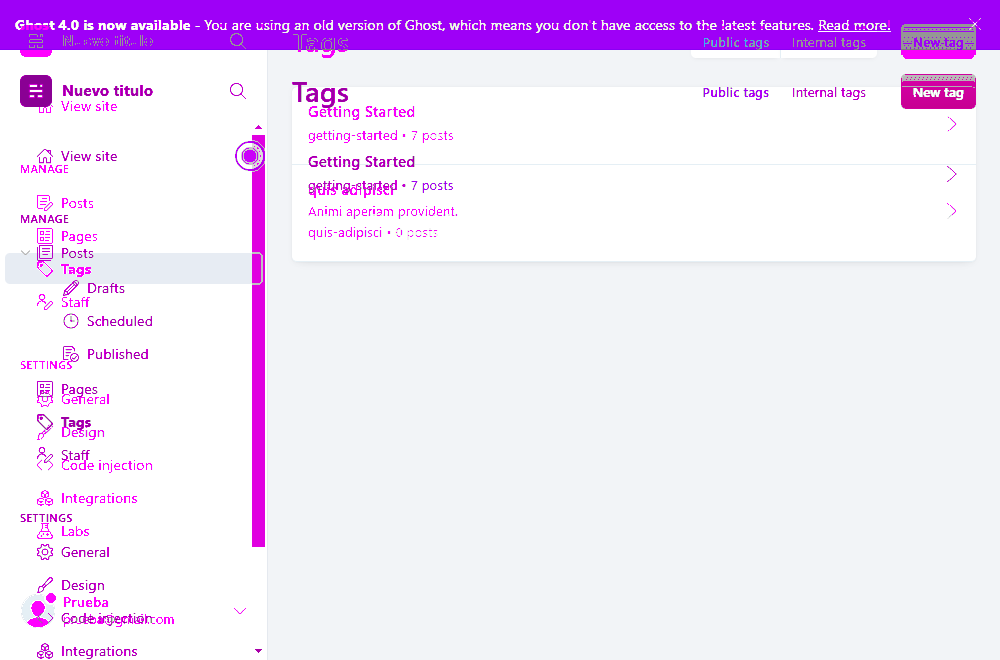 Ghost 4.0 is now available - You are using an old version of Ghost, which means you don't have access to the latest features. Read more!
Nuevo titulo
Tags
Public tags
Internal tags
New tag
Nuevo titulo
Tags
Public tags
Internal tags
New tag
View site
View site
MANAGE
Posts
MANAGE
Pages
Posts
Tags
Drafts
Staff
Scheduled
Published
SETTINGS
Pages
General
Tags
Design
Staff
Code injection
Integrations
SETTINGS
Labs
General
Design
Prueba
Code injection
prueba@gmail.com
Integrations
Getting Started
getting-started • 7 posts
Getting Started
getting-started • 7 posts
quis adipisci
Animi aperiam provident.
quis-adipisci • 0 posts